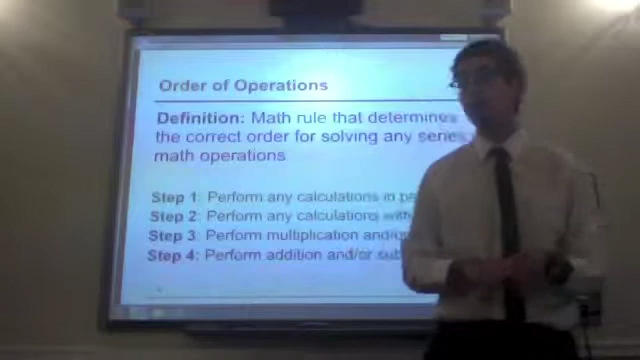 Order of Operations
Definition: Math rule that determines
the correct order for solving any series
math operations
Step 1: Perform any calculations in
Step 2: Perform any calculations with
Step 3: Perform multiplication and/
Step 4: Perform addition and/or